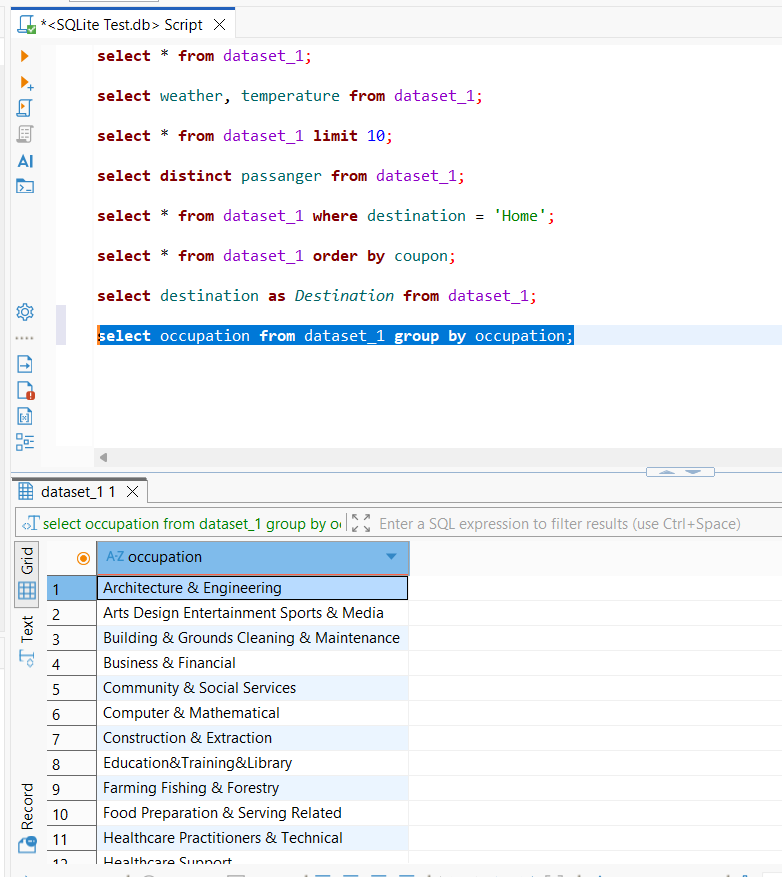 *<SQLite Test.db> Script
select * from dataset_1;
select weather, temperature from dataset_1;
select * from dataset_1 limit 10;
AI
select distinct passanger from dataset_1;
select * from dataset_1 where destination = 'Home';
select * from dataset_1 order by coupon;
select destination as Destination from dataset_1;
select occupation from dataset_1 group by occupation;
dataset_1 1
select occupation from dataset_1 group by o
Enter a SQL expression to filter results (use Ctrl+Space)
Grid
Text
Record
A-Z occupation
1 Architecture & Engineering
2 Arts Design Entertainment Sports & Media
3 Building & Grounds Cleaning & Maintenance
4 Business & Financial
5 Community & Social Services
6 Computer & Mathematical
7 Construction & Extraction
8 Education&Training&Library
9 Farming Fishing & Forestry
10 Food Preparation & Serving Related
11 Healthcare Practitioners & Technical
12 Healthcare Support